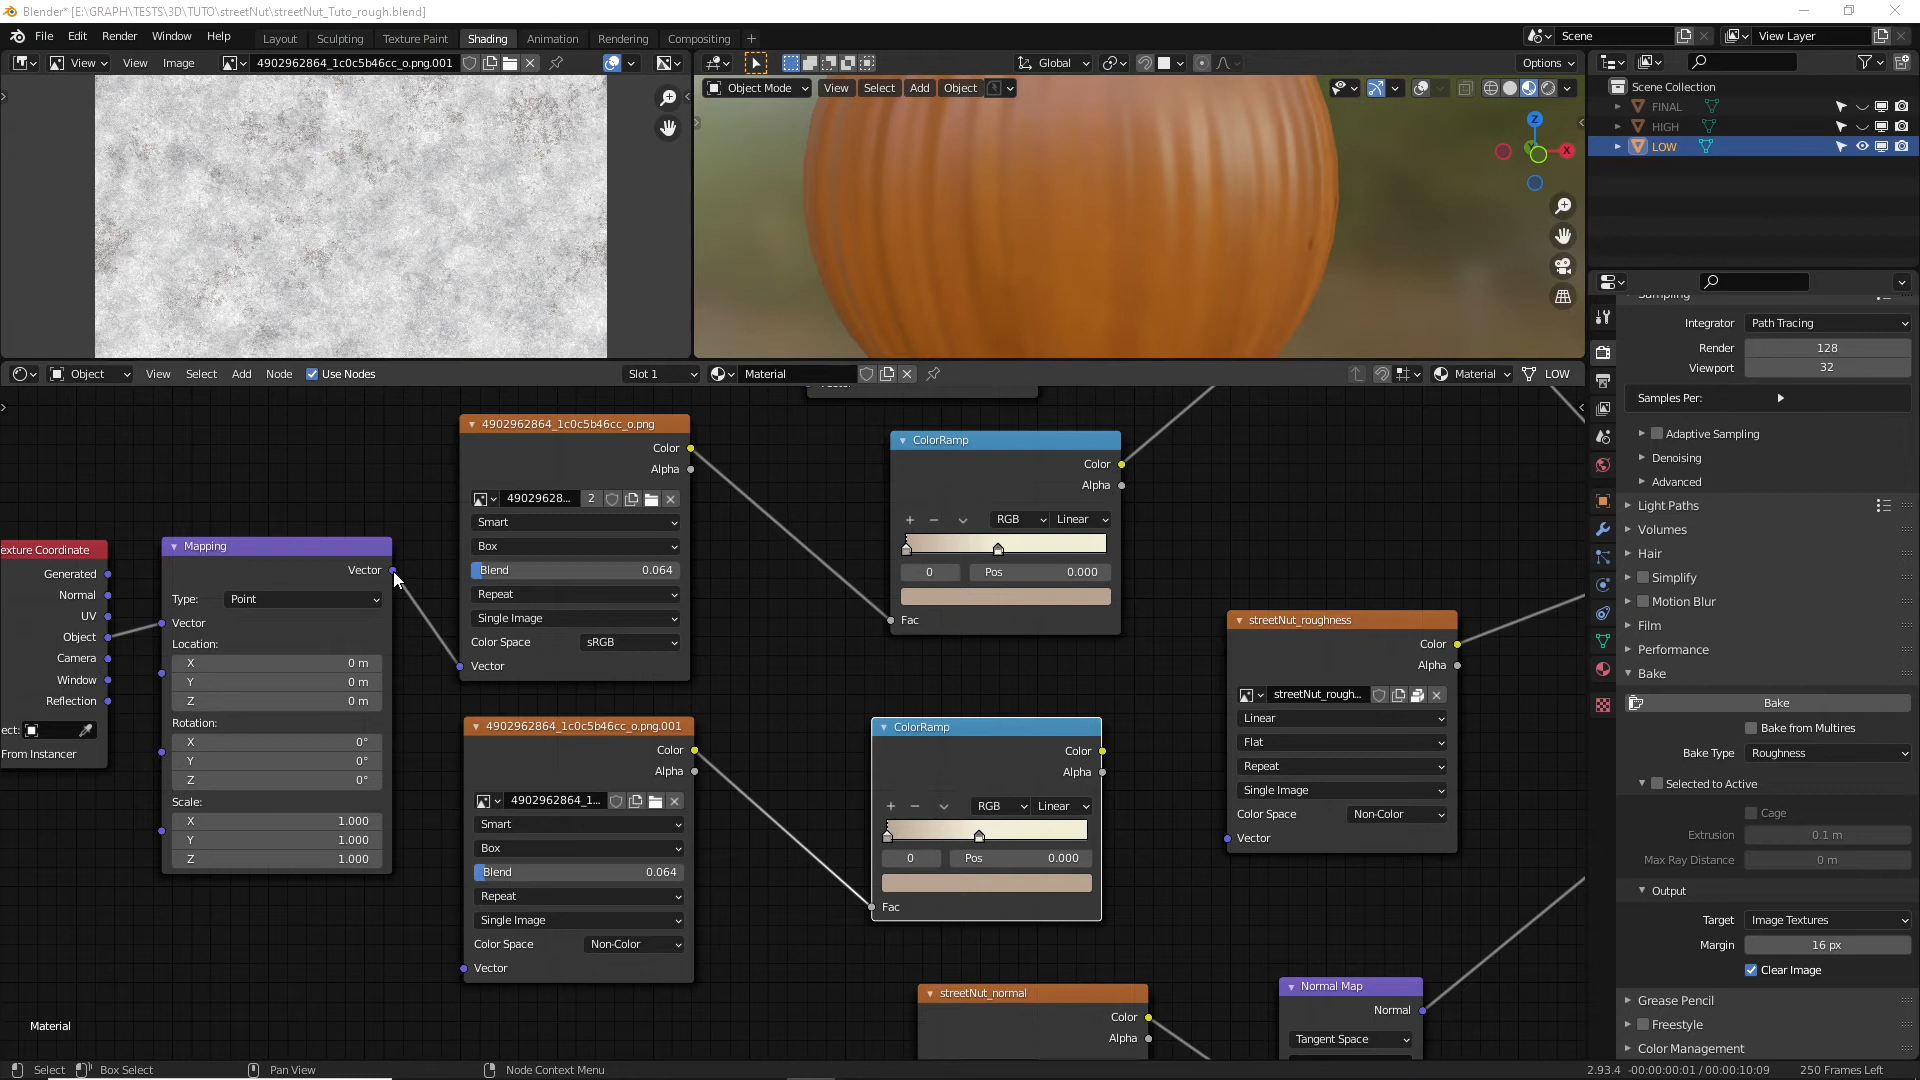 Blender* [E:\GRAPH\TESTS\3D\TUTO\streetNut\streetNut_Tuto_rough.blend]
File Edit Render Window Help Layout Sculpting Texture Paint Shading Animation Rendering Compositing + Scene View Layer
View View Image 4902962864_1c0c5b46cc_o.png.001 Global Options
Object Mode View Select Add Object
Scene Collection
FINAL
HIGH
LOW
Z
X
Sampling
Integrator Path Tracing
Render 128
Viewport 32
Samples Per:
Adaptive Sampling
Denoising
Advanced
Light Paths
Volumes
Hair
Simplify
Motion Blur
Film
Performance
Bake
Bake
Bake from Multires
Bake Type Roughness
Selected to Active
Cage
Extrusion 0.1 m
Max Ray Distance 0 m
Output
Target Image Textures
Margin 16 px
Clear Image
Grease Pencil
Freestyle
Color Management
Object View Select Add Node Use Nodes Slot 1 Material Material LOW
exture Coordinate
Generated
Normal
UV
Object
Camera
Window
Reflection
ect:
From Instancer
Mapping
Vector
Type: Point
Vector
Location:
X 0 m
Y 0 m
Z 0 m
Rotation:
X 0°
Y 0°
Z 0°
Scale:
X 1.000
Y 1.000
Z 1.000
4902962864_1c0c5b46cc_o.png
Color
Alpha
49029628... 2
Smart
Box
Blend 0.064
Repeat
Single Image
Color Space sRGB
Vector
4902962864_1c0c5b46cc_o.png.001
Color
Alpha
4902962864_1...
Smart
Box
Blend 0.064
Repeat
Single Image
Color Space Non-Color
Vector
ColorRamp
Color
Alpha
RGB Linear
0 Pos 0.000
Fac
ColorRamp
Color
Alpha
RGB Linear
0 Pos 0.000
Fac
streetNut_roughness
Color
Alpha
streetNut_rough...
Linear
Flat
Repeat
Single Image
Color Space Non-Color
Vector
streetNut_normal
Color
Alpha
Normal Map
Normal
Tangent Space
Material
Select Box Select Pan View Node Context Menu 2.93.4 -00:00:00:01 / 00:00:10:09 250 Frames Left